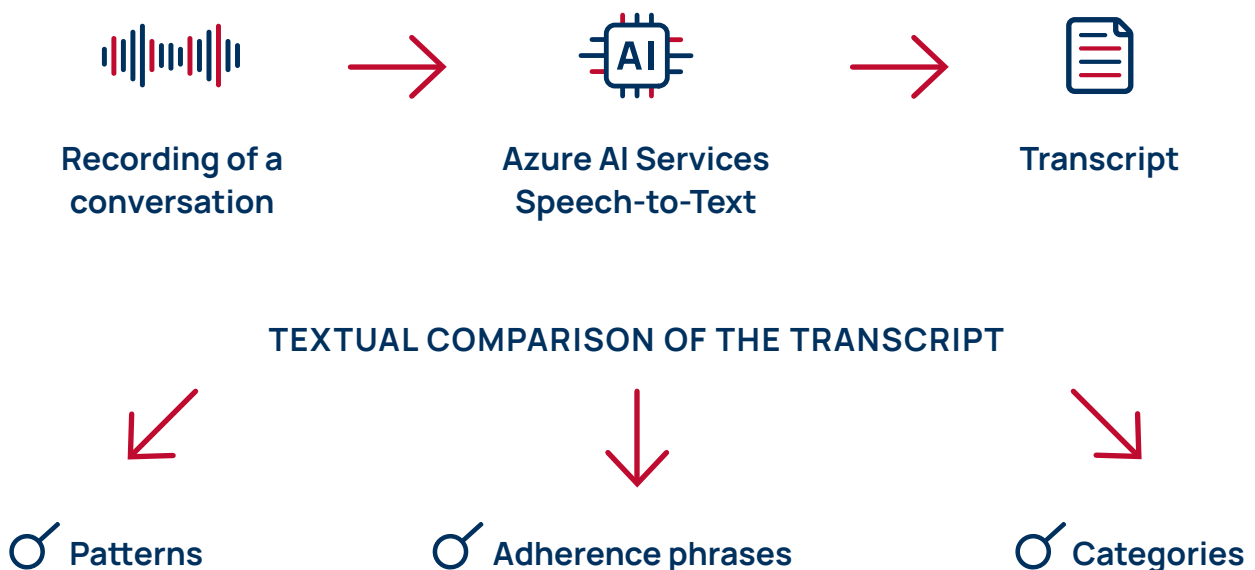 AI
Recording of a
conversation
Azure AI Services
Speech-to-Text
Transcript
TEXTUAL COMPARISON OF THE TRANSCRIPT
Patterns
Adherence phrases
Categories